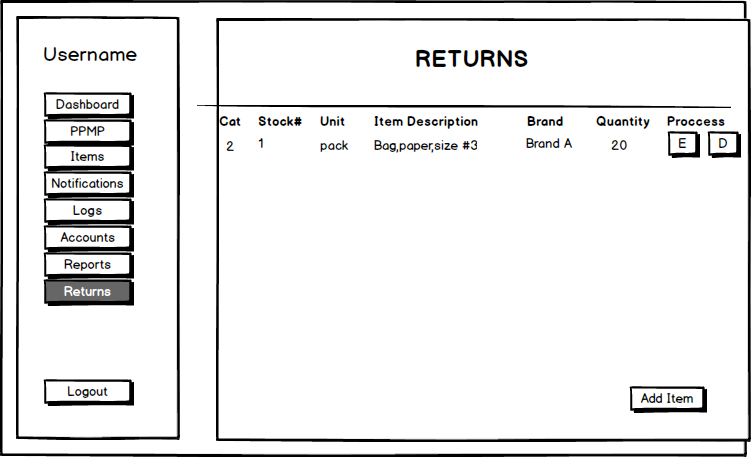 Username
Dashboard
PPMP
Items
Notifications
Logs
Accounts
Reports
Returns
Logout
RETURNS
Cat Stock# Unit Item Description Brand Quantity Proccess
2 1 pack Bag,paper,size #3 Brand A 20 E D
Add Item